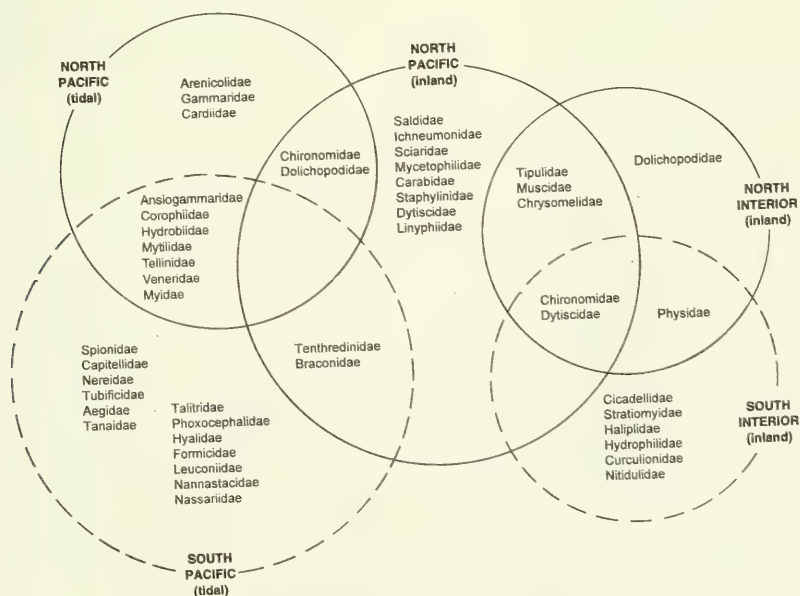 NORTH
PACIFIC
(tidal)
Arenicolidae
Gammaridae
Cardiidae
NORTH
PACIFIC
(inland)
Chironomidae
Dolichopodidae
Saldidae
Ichneumonidae
Sciaridae
Mycetophilidae
Carabidae
Staphylinidae
Dytiscidae
Linyphiidae
Tipulidae
Muscidae
Chrysomelidae
Dolichopodidae
NORTH
INTERIOR
(inland)
Ansiogammaridae
Corophiidae
Hydrobiidae
Mytilidae
Tellinidae
Veneridae
Myidae
Chironomidae
Dytiscidae
Physidae
Tenthredinidae
Braconidae
Spionidae
Capitellidae
Nereidae
Tubificidae
Aegidae
Tanaidae
Talitridae
Phoxocephalidae
Hyalidae
Formicidae
Leuconiidae
Nannastacidae
Nassariidae
Cicadellidae
Stratiomyidae
Haliplidae
Hydrophilidae
Curculionidae
Nitidulidae
SOUTH
INTERIOR
(inland)
SOUTH
PACIFIC
(tidal)